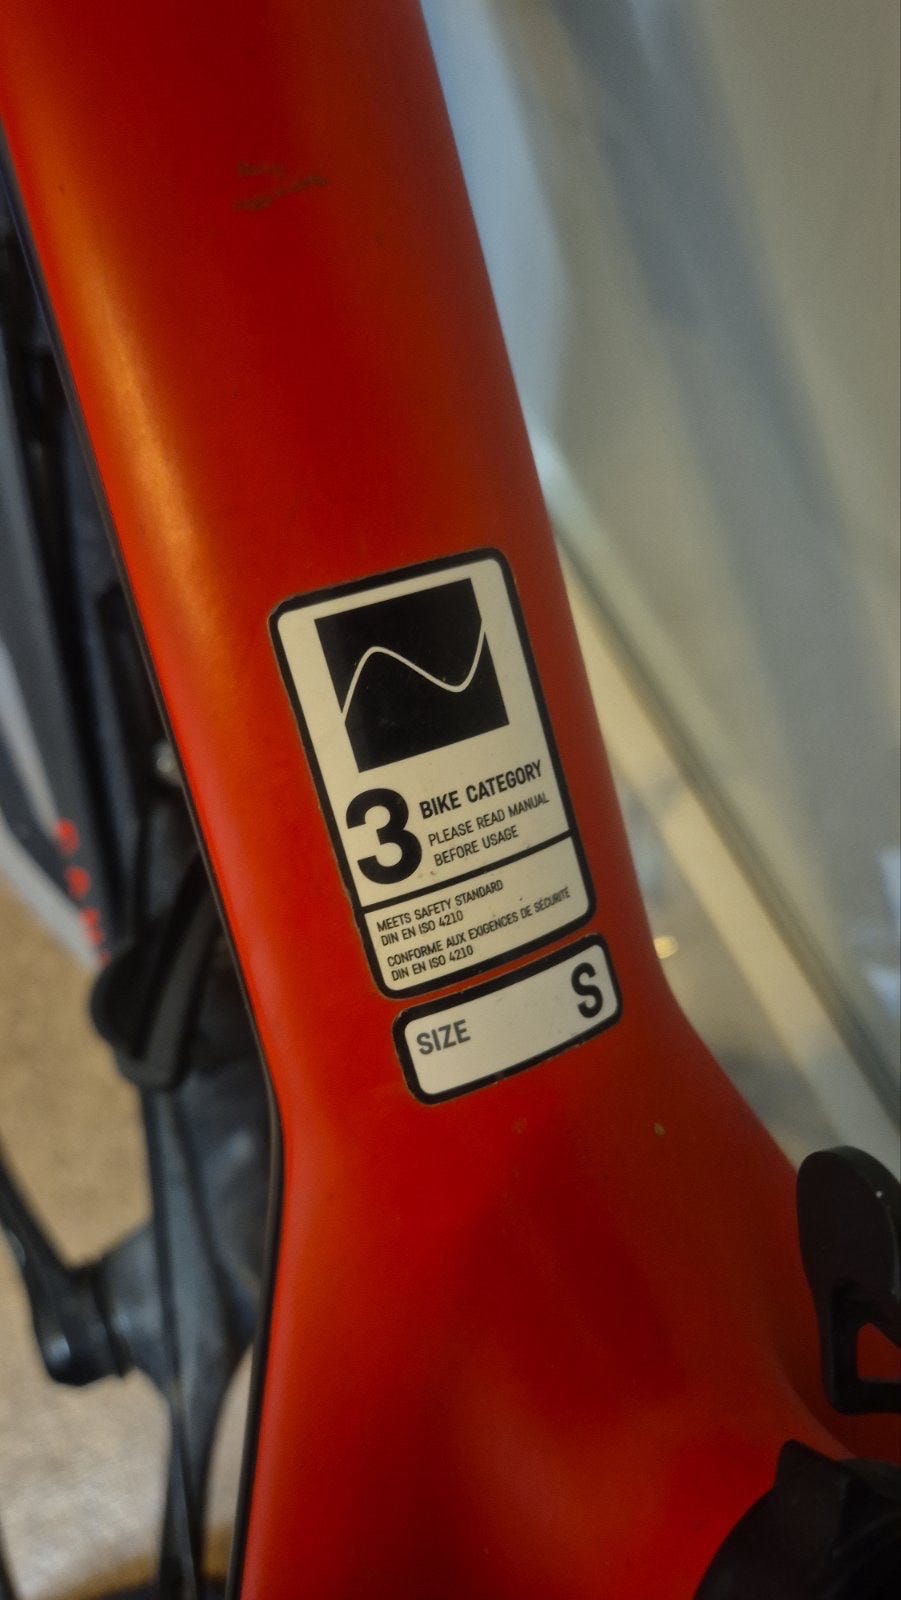 3 BIKE CATEGORY
PLEASE READ MANUAL
BEFORE USAGE
MEETS SAFETY STANDARD
DIN EN ISO 4210
CONFORME AUX EXIGENCES DE SÉCURITÉ
DIN EN ISO 4210
SIZE S